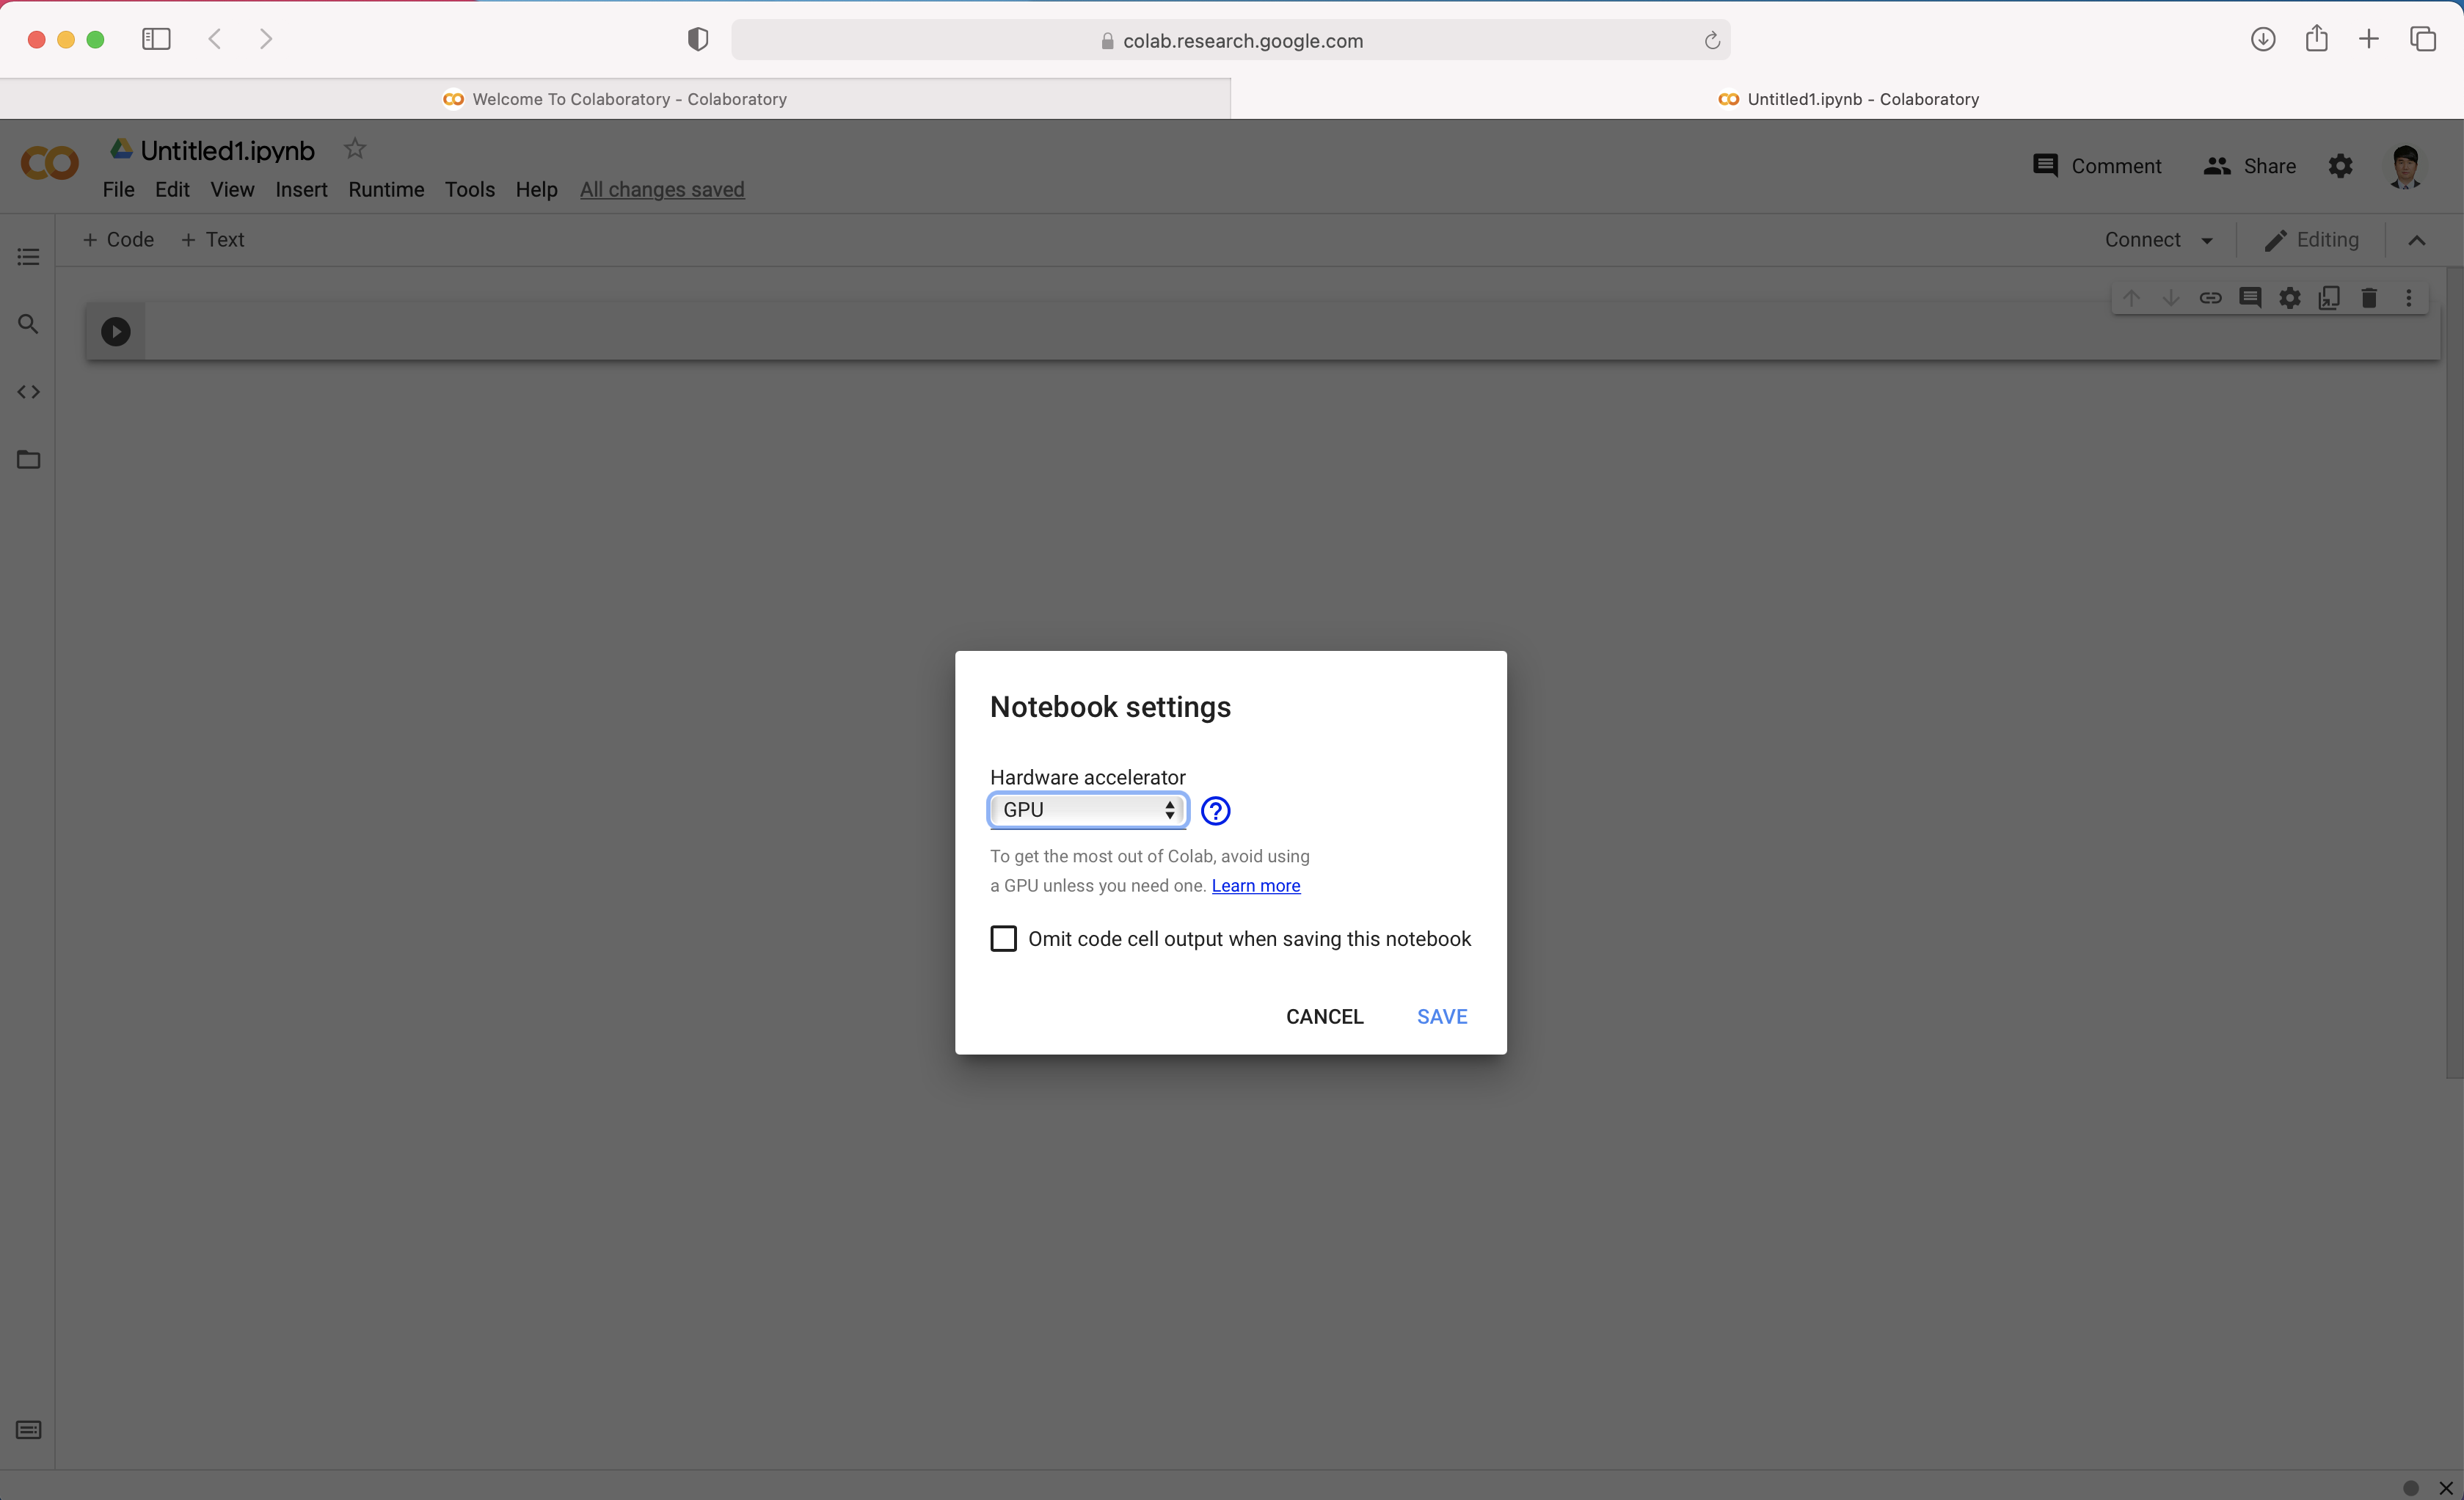 colab.research.google.com
Welcome To Colaboratory - Colaboratory
Untitled1.ipynb - Colaboratory
Untitled1.ipynb
Comment Share
File Edit View Insert Runtime Tools Help All changes saved
+ Code + Text Connect Editing
Notebook settings
Hardware accelerator
GPU
To get the most out of Colab, avoid using
a GPU unless you need one. Learn more
Omit code cell output when saving this notebook
CANCEL SAVE